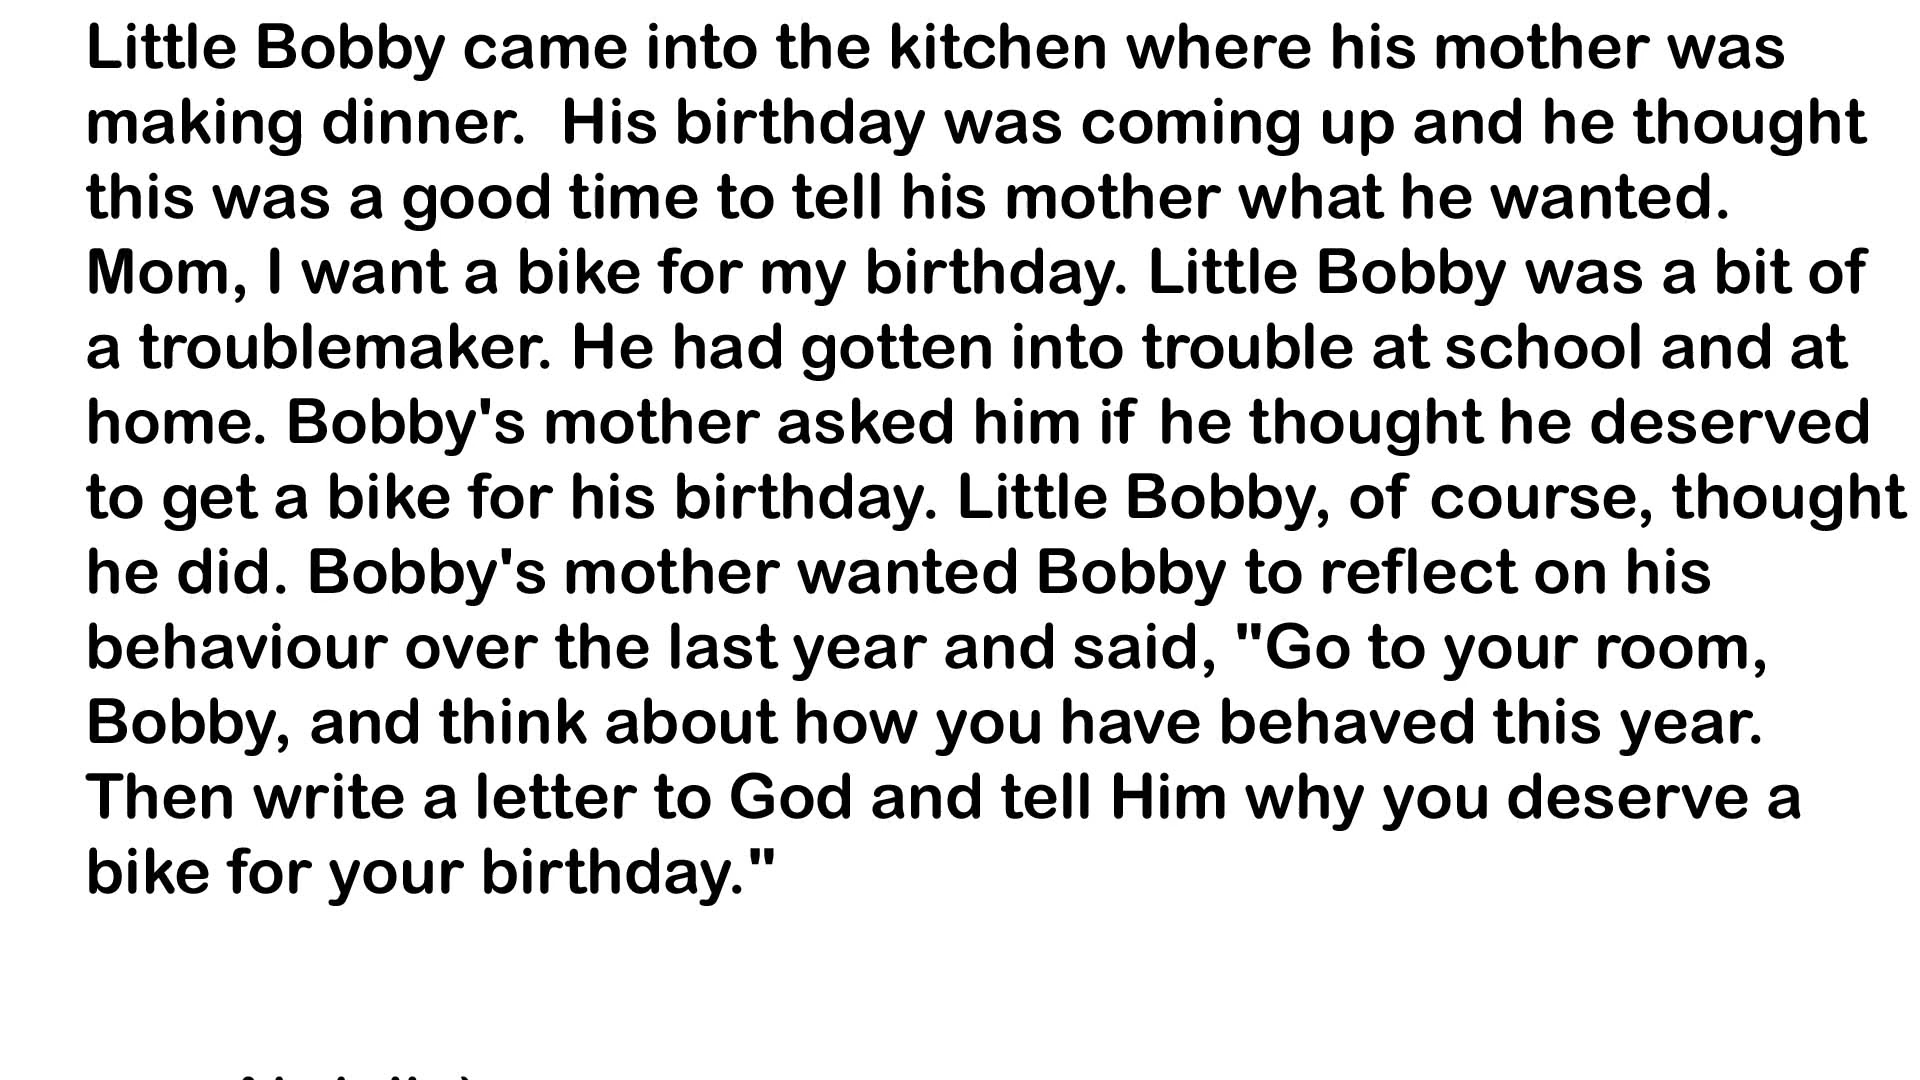 Little Bobby came into the kitchen where his mother was
making dinner.  His birthday was coming up and he thought
this was a good time to tell his mother what he wanted.
Mom, I want a bike for my birthday. Little Bobby was a bit of
a troublemaker. He had gotten into trouble at school and at
home. Bobby's mother asked him if he thought he deserved
to get a bike for his birthday. Little Bobby, of course, thought
he did. Bobby's mother wanted Bobby to reflect on his
behaviour over the last year and said, "Go to your room,
Bobby, and think about how you have behaved this year.
Then write a letter to God and tell Him why you deserve a
bike for your birthday."